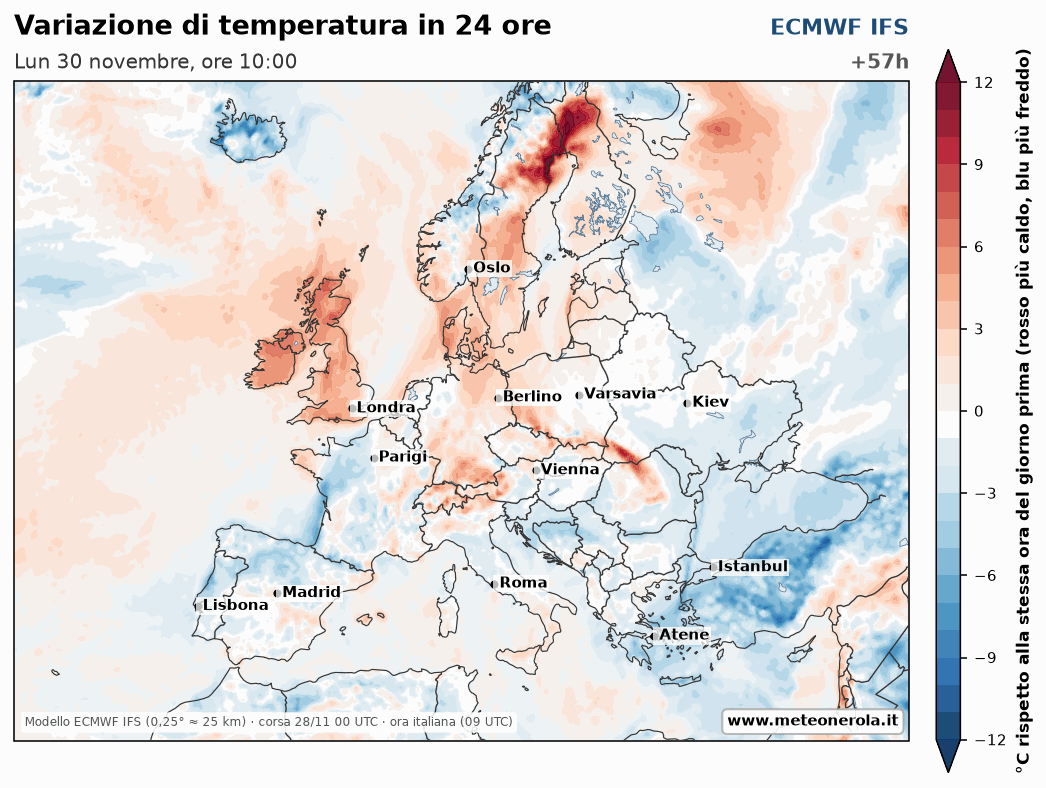 Variazione di temperatura in 24 ore
ECMWF IFS
Lun 30 novembre, ore 10:00
+57h
12
9
6
3
0
−3
−6
−9
−12
°C rispetto alla stessa ora del giorno prima (rosso più caldo, blu più freddo)
Oslo
Londra
Berlino
Varsavia
Kiev
Parigi
Vienna
Istanbul
Roma
Madrid
Lisbona
Atene
Modello ECMWF IFS (0,25° ≈ 25 km) · corsa 28/11 00 UTC · ora italiana (09 UTC)
www.meteonerola.it